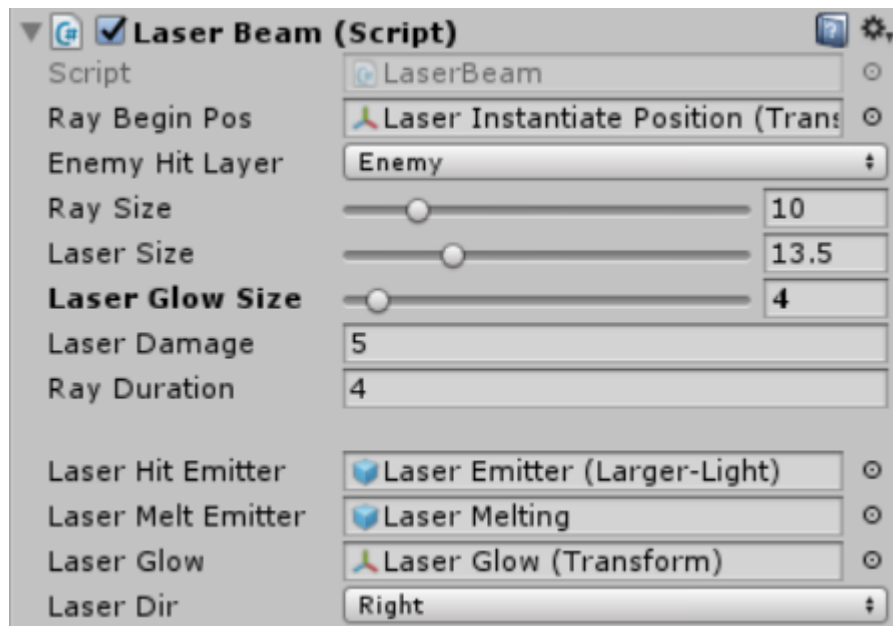 Laser Beam (Script)
Script LaserBeam
Ray Begin Pos Laser Instantiate Position (Trans
Enemy Hit Layer Enemy
Ray Size 10
Laser Size 13.5
Laser Glow Size 4
Laser Damage 5
Ray Duration 4
Laser Hit Emitter Laser Emitter (Larger-Light)
Laser Melt Emitter Laser Melting
Laser Glow Laser Glow (Transform)
Laser Dir Right